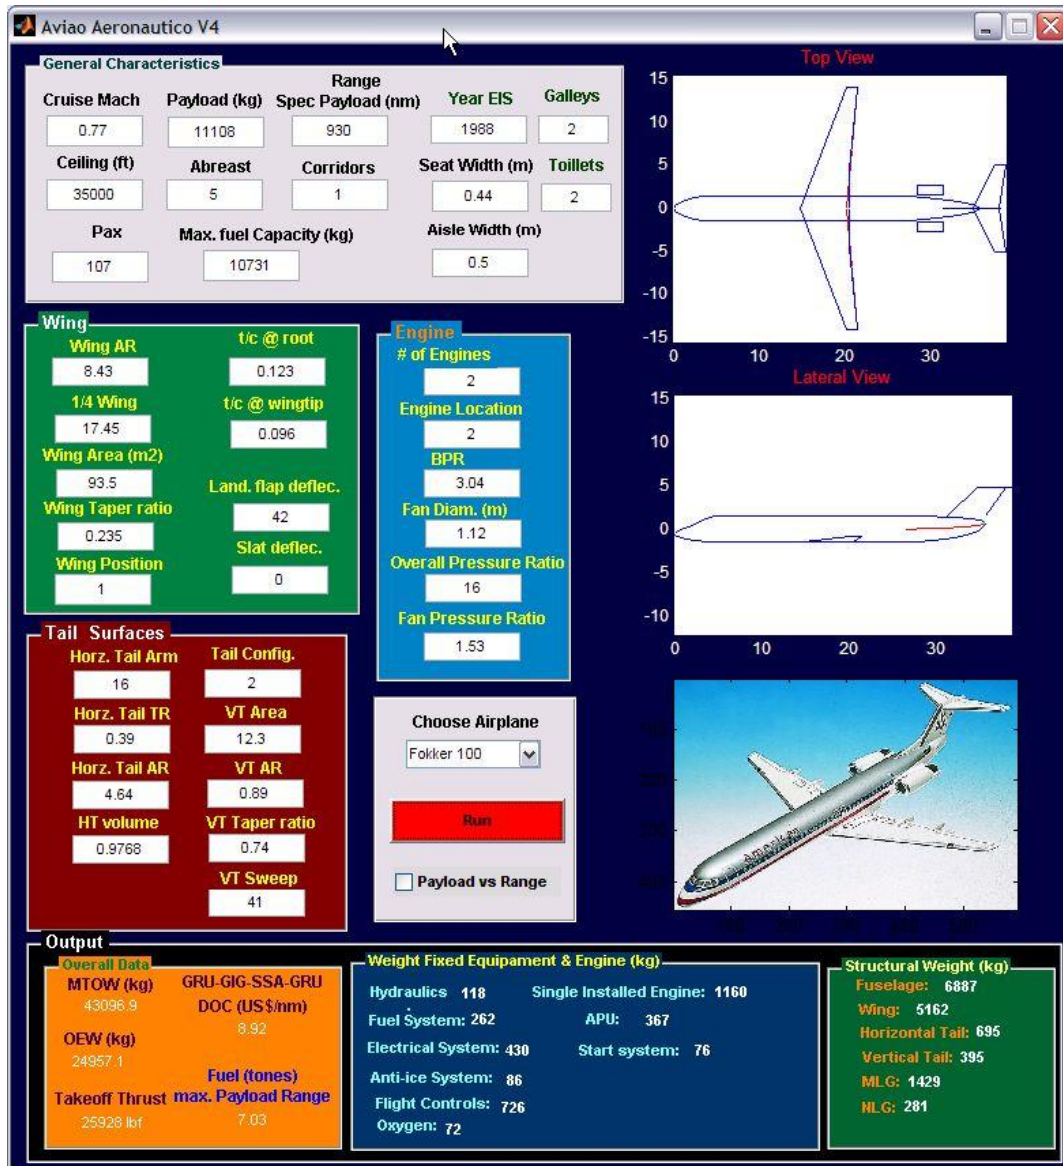 Aviao Aeronautico V4
General Characteristics
Cruise Mach
0.77
Payload (kg)
11108
Range
Spec Payload (nm)
930
Year EIS
1988
Galleys
2
Ceiling (ft)
35000
Abreast
5
Corridors
1
Seat Width (m)
0.44
Toillets
2
Pax
107
Max. fuel Capacity (kg)
10731
Aisle Width (m)
0.5
Wing
Wing AR
8.43
1/4 Wing
17.45
Wing Area (m2)
93.5
Wing Taper ratio
0.235
Wing Position
1
t/c @ root
0.123
t/c @ wingtip
0.096
Land. flap deflec.
42
Slat deflec.
0
Engine
# of Engines
2
Engine Location
2
BPR
3.04
Fan Diam. (m)
1.12
Overall Pressure Ratio
16
Fan Pressure Ratio
1.53
Tail Surfaces
Horz. Tail Arm
16
Horz. Tail TR
0.39
Horz. Tail AR
4.64
HT volume
0.9768
Tail Config.
2
VT Area
12.3
VT AR
0.89
VT Taper ratio
0.74
VT Sweep
41
Choose Airplane
Fokker 100
Run
Payload vs Range
Top View
15
10
5
0
-5
-10
-15
0 10 20 30
Lateral View
15
10
5
0
-5
-10
0 10 20 30
American
Output
Overall Data
MTOW (kg)
43096.9
OEW (kg)
24957.1
Takeoff Thrust
25928 lbf
GRU-GIG-SSA-GRU
DOC (US$/nm)
8.92
Fuel (tones)
max. Payload Range
7.03
Weight Fixed Equipament & Engine (kg)
Hydraulics : 118
Fuel System: 262
Electrical System: 430
Anti-ice System: 86
Flight Controls: 726
Oxygen: 72
Single Installed Engine: 1160
APU: 367
Start system: 76
Structural Weight (kg)
Fuselage: 6887
Wing: 5162
Horizontal Tail: 695
Vertical Tail: 395
MLG: 1429
NLG: 281